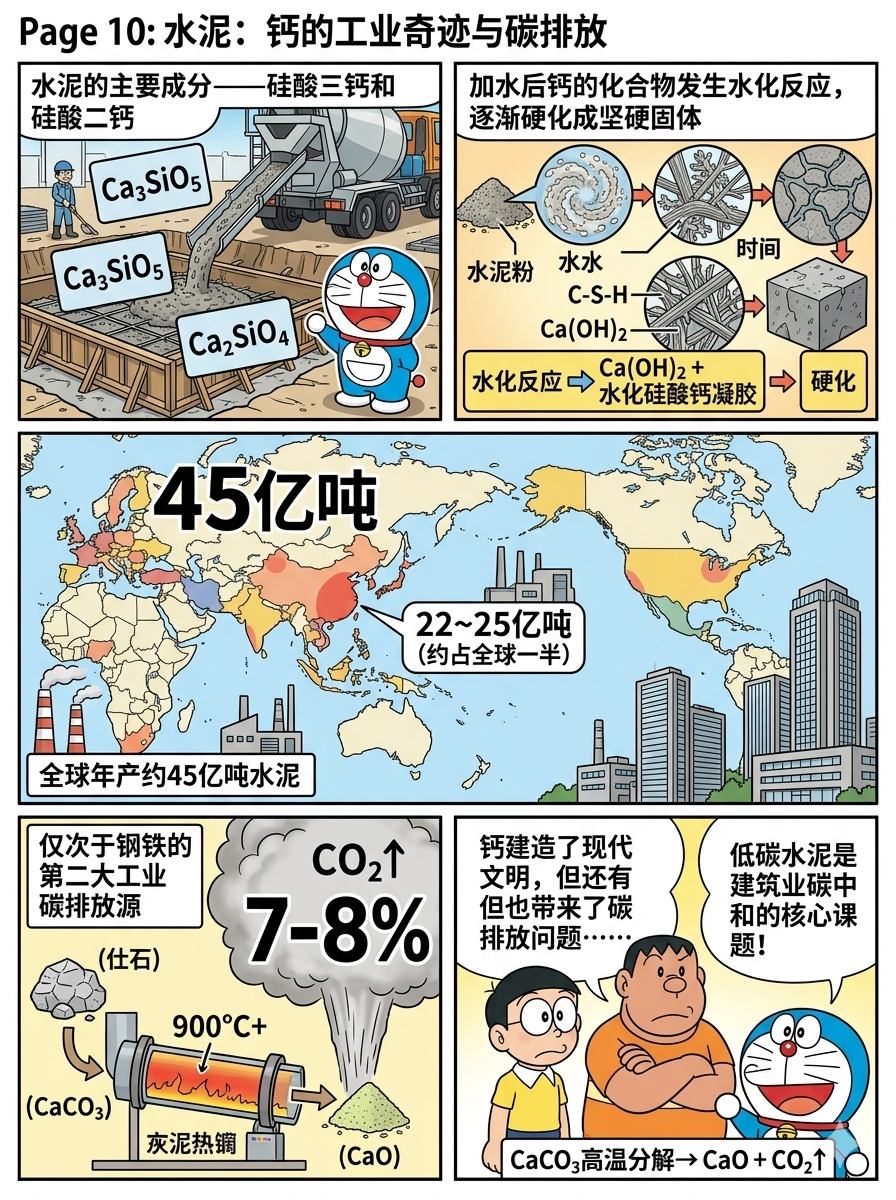 Page 10: 水泥：钙的工业奇迹与碳排放
水泥的主要成分——硅酸三钙和
硅酸二钙
Ca₃SiO₅
Ca₃SiO₅
Ca₂SiO₄
加水后钙的化合物发生水化反应，
逐渐硬化成坚硬固体
水泥粉
水水
时间
C-S-H
Ca(OH)₂
水化反应
Ca(OH)₂ +
水化硅酸钙凝胶
硬化
45亿吨
22~25亿吨
（约占全球一半）
全球年产约45亿吨水泥
仅次于钢铁的
第二大工业
碳排放源
CO₂↑
7-8%
(仕石)
900°C+
(CaCO₃)
灰泥热镧
(CaO)
钙建造了现代
文明，但还有
但也带来了碳
排放问题……
低碳水泥是
建筑业碳中
和的核心课
题！
CaCO₃高温分解→CaO + CO₂↑